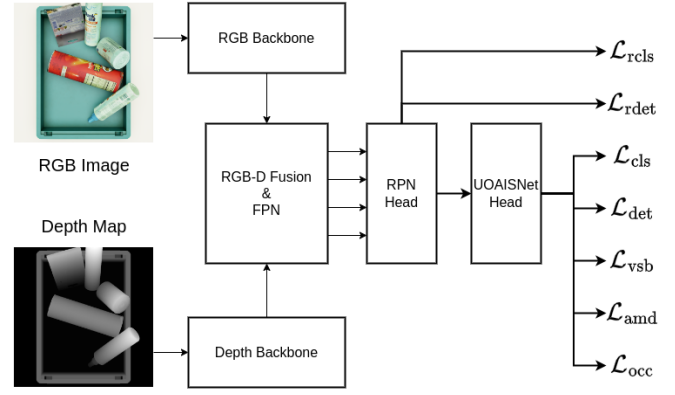 RGB Backbone
RGB Image
RGB-D Fusion
&
FPN
RPN
Head
UOAISNet
Head
Depth Map
Depth Backbone
ℒrcls
ℒrdet
ℒcls
ℒdet
ℒvsb
ℒamd
ℒocc